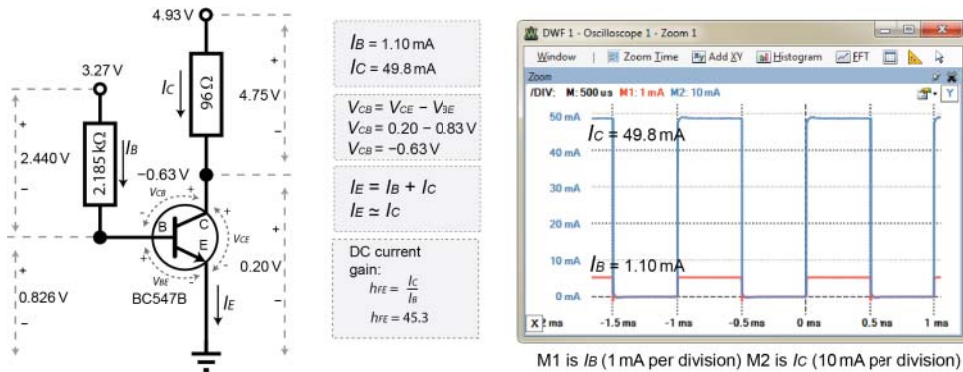 4.93 V
3.27 V
IC
96 Ω
+
4.75 V
−
+
2.440 V
−
2.185 kΩ
IB
−0.63 V
VCB
B
C
E
VCE
VBE
+
0.20 V
−
+
0.826 V
−
BC547B
IE
IB = 1.10 mA
IC = 49.8 mA
VCB = VCE − VBE
VCB = 0.20 − 0.83 V
VCB = −0.63 V
IE = IB + IC
IE ≃ IC
DC current
gain:
hFE = IC/IB
hFE = 45.3
DWF 1 - Oscilloscope 1 - Zoom 1
Window Zoom Time Add XY Histogram FFT
Zoom
/DIV: M: 500 us M1: 1 mA M2: 10 mA
Y
50 mA
IC = 49.8 mA
40 mA
30 mA
20 mA
10 mA
IB = 1.10 mA
0 mA
X 2 ms -1.5 ms -1 ms -0.5 ms 0 ms 0.5 ms 1 ms
M1 is IB (1 mA per division) M2 is IC (10 mA per division)